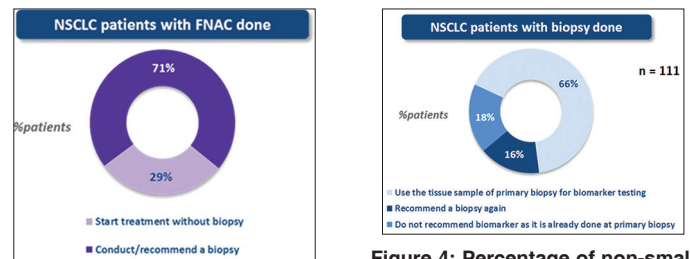 NSCLC patients with FNAC done
71%
%patients
29%
Start treatment without biopsy
Conduct/recommend a biopsy
NSCLC patients with biopsy done
n = 111
66%
%patients
18%
16%
Use the tissue sample of primary biopsy for biomarker testing
Recommend a biopsy again
Do not recommend biomarker as it is already done at primary biopsy
Figure 4: Percentage of non-smal